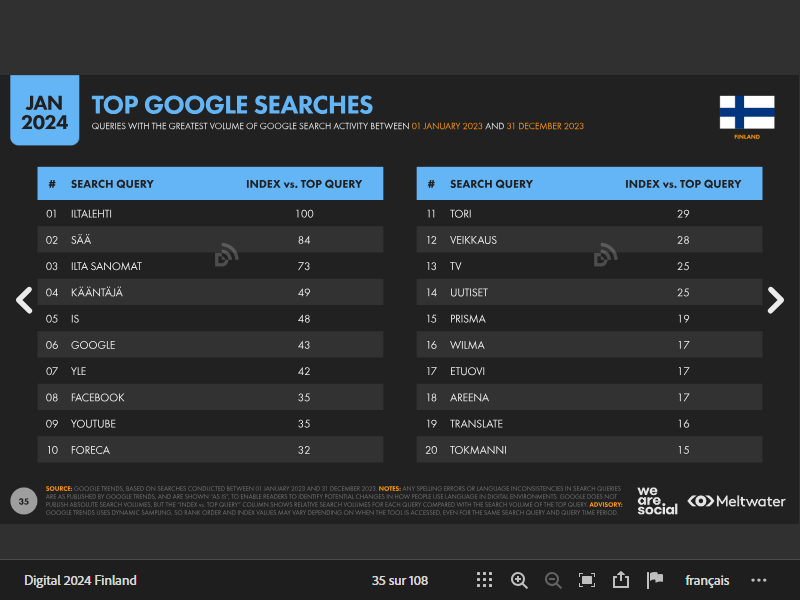 JAN
2024
TOP GOOGLE SEARCHES
QUERIES WITH THE GREATEST VOLUME OF GOOGLE SEARCH ACTIVITY BETWEEN 01 JANUARY 2023 AND 31 DECEMBER 2023
FINLAND
# SEARCH QUERY INDEX vs. TOP QUERY
01 ILTALEHTI 100
02 SÄÄ 84
03 ILTA SANOMAT 73
04 KÄÄNTÄJÄ 49
05 IS 48
06 GOOGLE 43
07 YLE 42
08 FACEBOOK 35
09 YOUTUBE 35
10 FORECA 32
# SEARCH QUERY INDEX vs. TOP QUERY
11 TORI 29
12 VEIKKAUS 28
13 TV 25
14 UUTISET 25
15 PRISMA 19
16 WILMA 17
17 ETUOVI 17
18 AREENA 17
19 TRANSLATE 16
20 TOKMANNI 15
35
SOURCE: GOOGLE TRENDS, BASED ON SEARCHES CONDUCTED BETWEEN 01 JANUARY 2023 AND 31 DECEMBER 2023. NOTES: ANY SPELLING ERRORS OR LANGUAGE INCONSISTENCIES IN SEARCH QUERIES
ARE AS PUBLISHED BY GOOGLE TRENDS, AND ARE SHOWN "AS IS", TO ENABLE READERS TO IDENTIFY POTENTIAL CHANGES IN HOW PEOPLE USE LANGUAGE IN DIGITAL ENVIRONMENTS. GOOGLE DOES NOT
PUBLISH ABSOLUTE SEARCH VOLUMES, BUT THE "INDEX vs. TOP QUERY" COLUMN SHOWS RELATIVE SEARCH VOLUMES FOR EACH QUERY COMPARED WITH THE SEARCH VOLUME OF THE TOP QUERY. ADVISORY:
GOOGLE TRENDS USES DYNAMIC SAMPLING, SO RANK ORDER AND INDEX VALUES MAY VARY DEPENDING ON WHEN THE TOOL IS ACCESSED, EVEN FOR THE SAME SEARCH QUERY AND QUERY TIME PERIOD.
we
are.
social
Meltwater
Digital 2024 Finland
35 sur 108
français